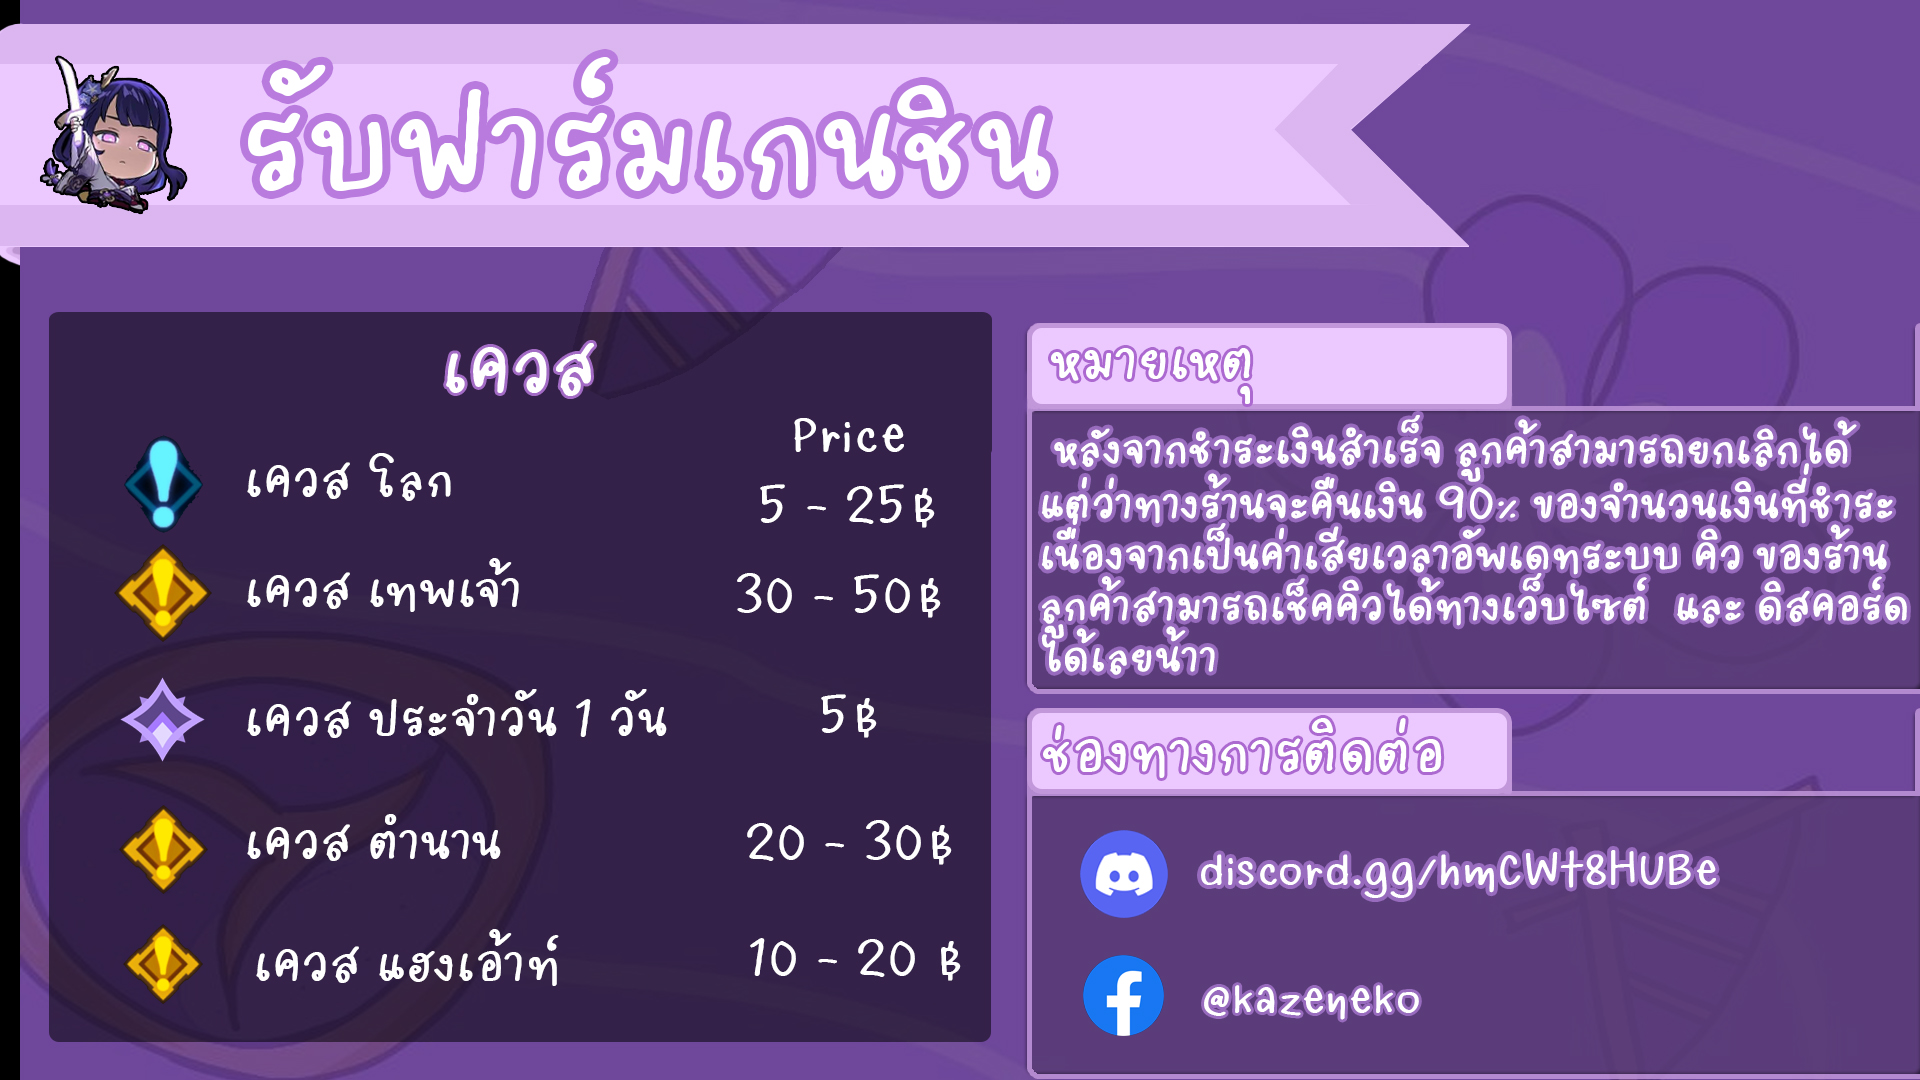 รับฟาร์มเกนชิน
เควส
Price
เควส โลก 5 - 25฿
เควส เทพเจ้า 30 - 50฿
เควส ประจำวัน 1 วัน 5฿
เควส ตำนาน 20 - 30฿
เควส แฮงเอ้าท์ 10 - 20 ฿
หมายเหตุ
หลังจากชำระเงินสำเร็จ ลูกค้าสามารถยกเลิกได้
แต่ว่าทางร้านจะคืนเงิน 90% ของจำนวนเงินที่ชำระ
เนื่องจากเป็นค่าเสียเวลาอัพเดทระบบ คิว ของร้าน
ลูกค้าสามารถเช็คคิวได้ทางเว็บไซต์ และ ดิสคอร์ด
ได้เลยน้าา
ช่องทางการติดต่อ
discord.gg/hmCWt8HUBe
@kazeneko